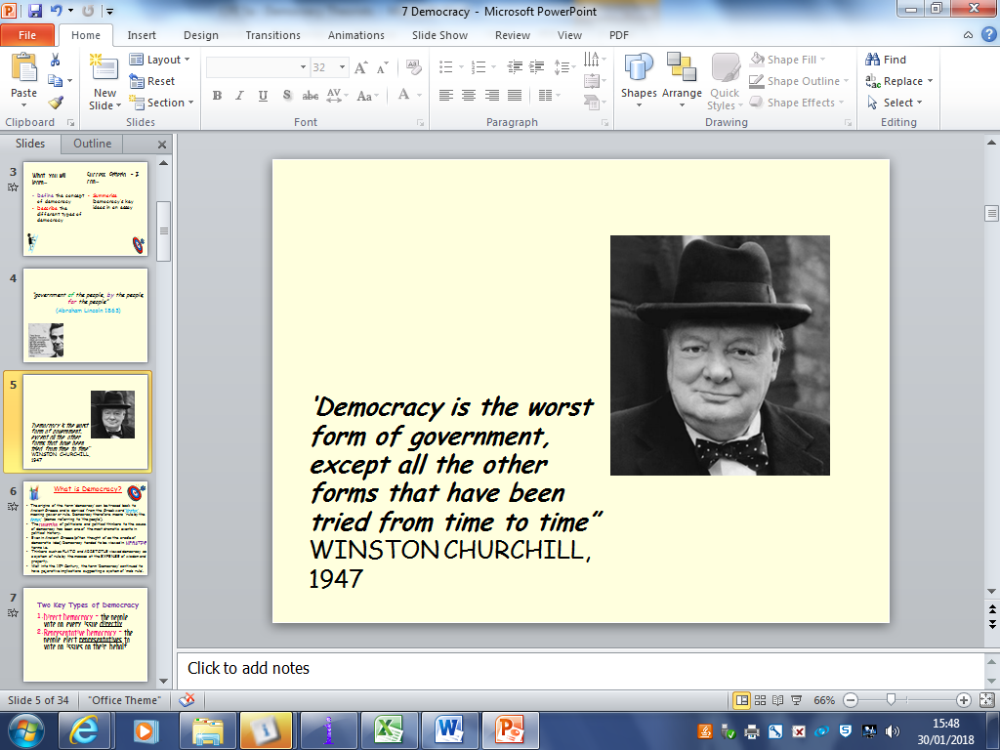 7 Democracy - Microsoft PowerPoint
File Home Insert Design Transitions Animations Slide Show Review View PDF
Paste
New Slide
Layout
Reset
Section
32
B I U S abc AV Aa A
Shapes Arrange Quick Styles
Shape Fill
Shape Outline
Shape Effects
Find
Replace
Select
Clipboard Slides Font Paragraph Drawing Editing
Slides Outline
3
What you will learn-
Success Criteria - I can-
- Define the concept of democracy
- Describe the different types of democracy
- Summarise Democracy's key ideas in an essay
4
"government of the people, by the people, for the people"
(Abraham Lincoln 1863)
5
'Democracy is the worst
form of government,
except all the other
forms that have been
tried from time to time"
WINSTON CHURCHILL,
1947
6
What is Democracy?
7
Two Key Types of Democracy
1. Direct Democracy - the people
vote on every issue directly
2. Representative Democracy - the
people elect representatives to
vote on issues on their behalf
'Democracy is the worst
form of government,
except all the other
forms that have been
tried from time to time"
WINSTON CHURCHILL,
1947
Click to add notes
Slide 5 of 34 "Office Theme" 66%
15:48
30/01/2018